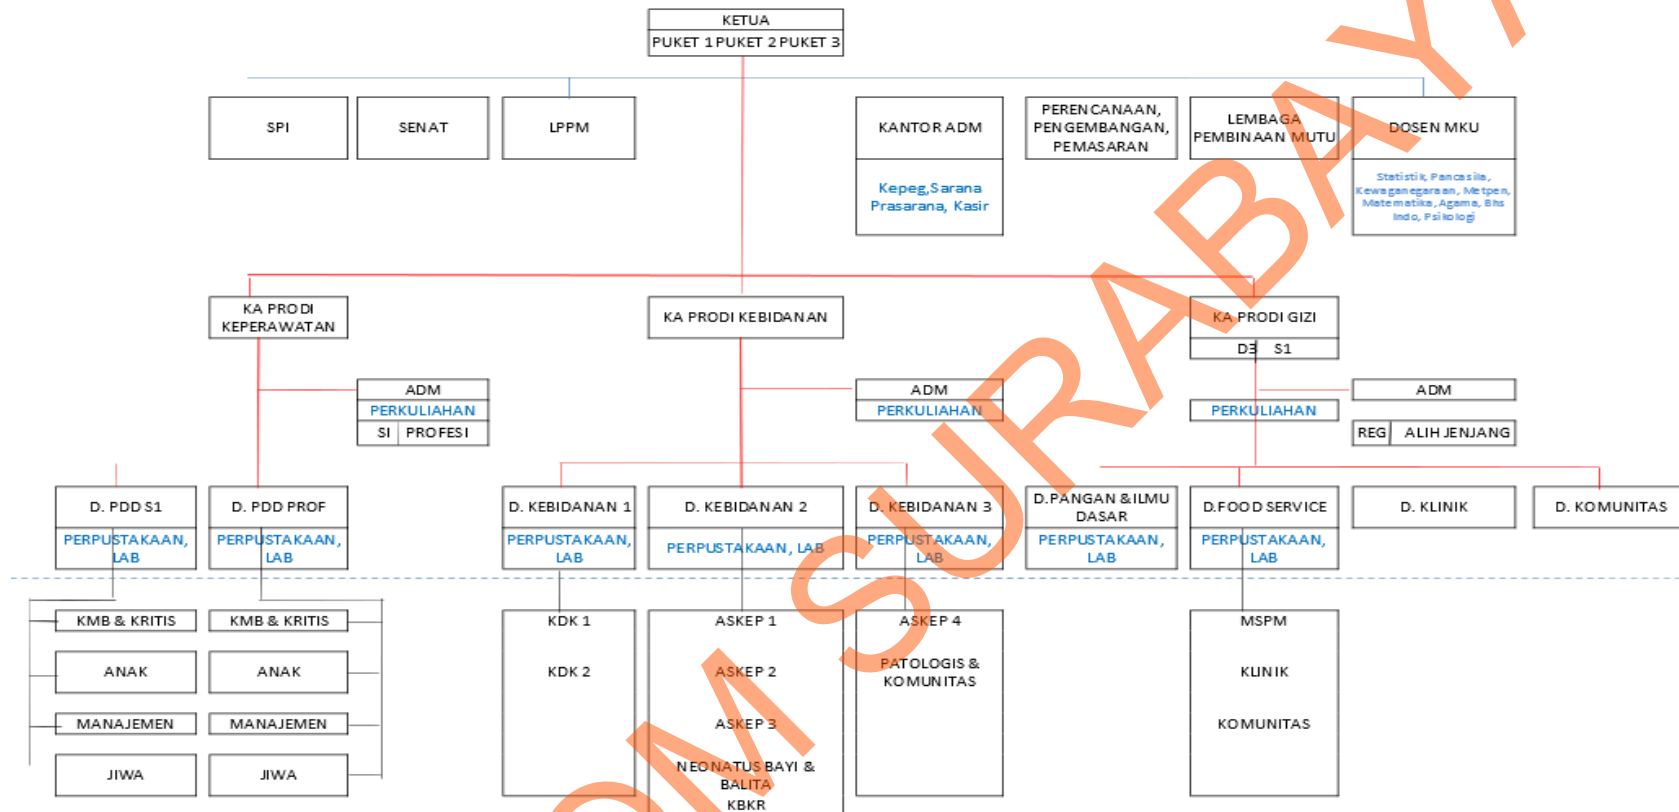 KETUA
PUKET 1 PUKET 2 PUKET 3
SPI
SENAT
LPPM
KANTOR ADM
Kepeg,Sarana
Prasarana, Kasir
PERENCANAAN,
PENGEMBANGAN,
PEMASARAN
LEMBAGA
PEMBINAAN MUTU
DOSEN MKU
Statistik, Pancasila,
Kewaganegaraan, Metpen,
Matematika, Agama, Bhs
Indo, Psikologi
KA PRODI
KEPERAWATAN
KA PRODI KEBIDANAN
KA PRODI GIZI
D3 S1
ADM
PERKULIAHAN
SI PROFESI
ADM
PERKULIAHAN
PERKULIAHAN
ADM
REG ALIH JENJANG
D. PDD S1
PERPUSTAKAAN,
LAB
D. PDD PROF
PERPUSTAKAAN,
LAB
D. KEBIDANAN 1
PERPUSTAKAAN,
LAB
D. KEBIDANAN 2
PERPUSTAKAAN, LAB
D. KEBIDANAN 3
PERPUSTAKAAN,
LAB
D.PANGAN &ILMU
DASAR
PERPUSTAKAAN,
LAB
D.FOOD SERVICE
PERPUSTAKAAN,
LAB
D. KLINIK
D. KOMUNITAS
KMB & KRITIS
ANAK
MANAJEMEN
JIWA
KMB & KRITIS
ANAK
MANAJEMEN
JIWA
KDK 1
KDK 2
ASKEP 1
ASKEP 2
ASKEP 3
NEONATUS BAYI &
BALITA
KBKR
ASKEP 4
PATOLOGIS &
KOMUNITAS
MSPM
KLINIK
KOMUNITAS
OM SURABAYA